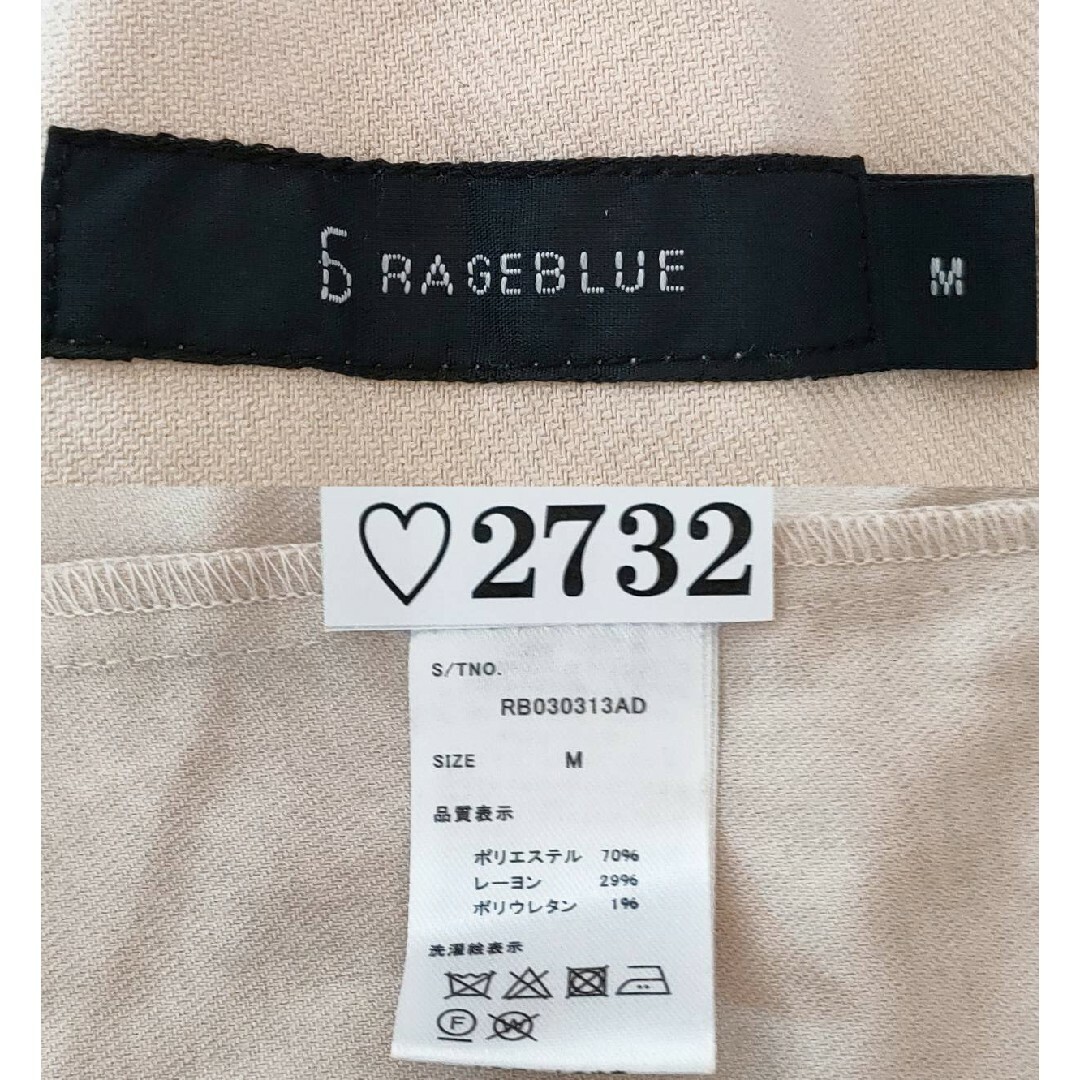 RAGEBLUE M
♡2732
S/TNO.
RB030313AD
SIZE M
品質表示
ポリエステル 70%
レーヨン 29%
ポリウレタン 1%
洗濯絵表示
F W